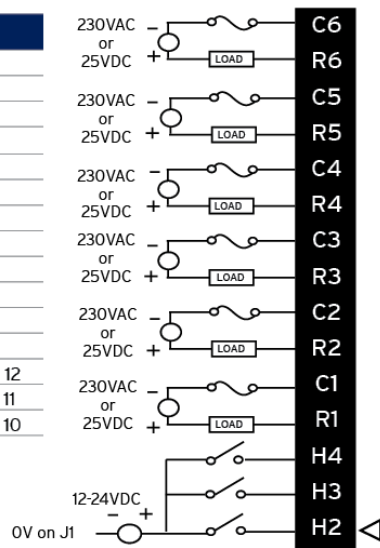 230VAC – C6
or
25VDC + LOAD R6
230VAC – C5
or
25VDC + LOAD R5
230VAC – C4
or
25VDC + LOAD R4
230VAC – C3
or
25VDC + LOAD R3
230VAC – C2
or
25VDC + LOAD R2
12
230VAC – C1
11
or
10
25VDC + LOAD R1
H4
12-24VDC H3
– +
0V on J1 H2